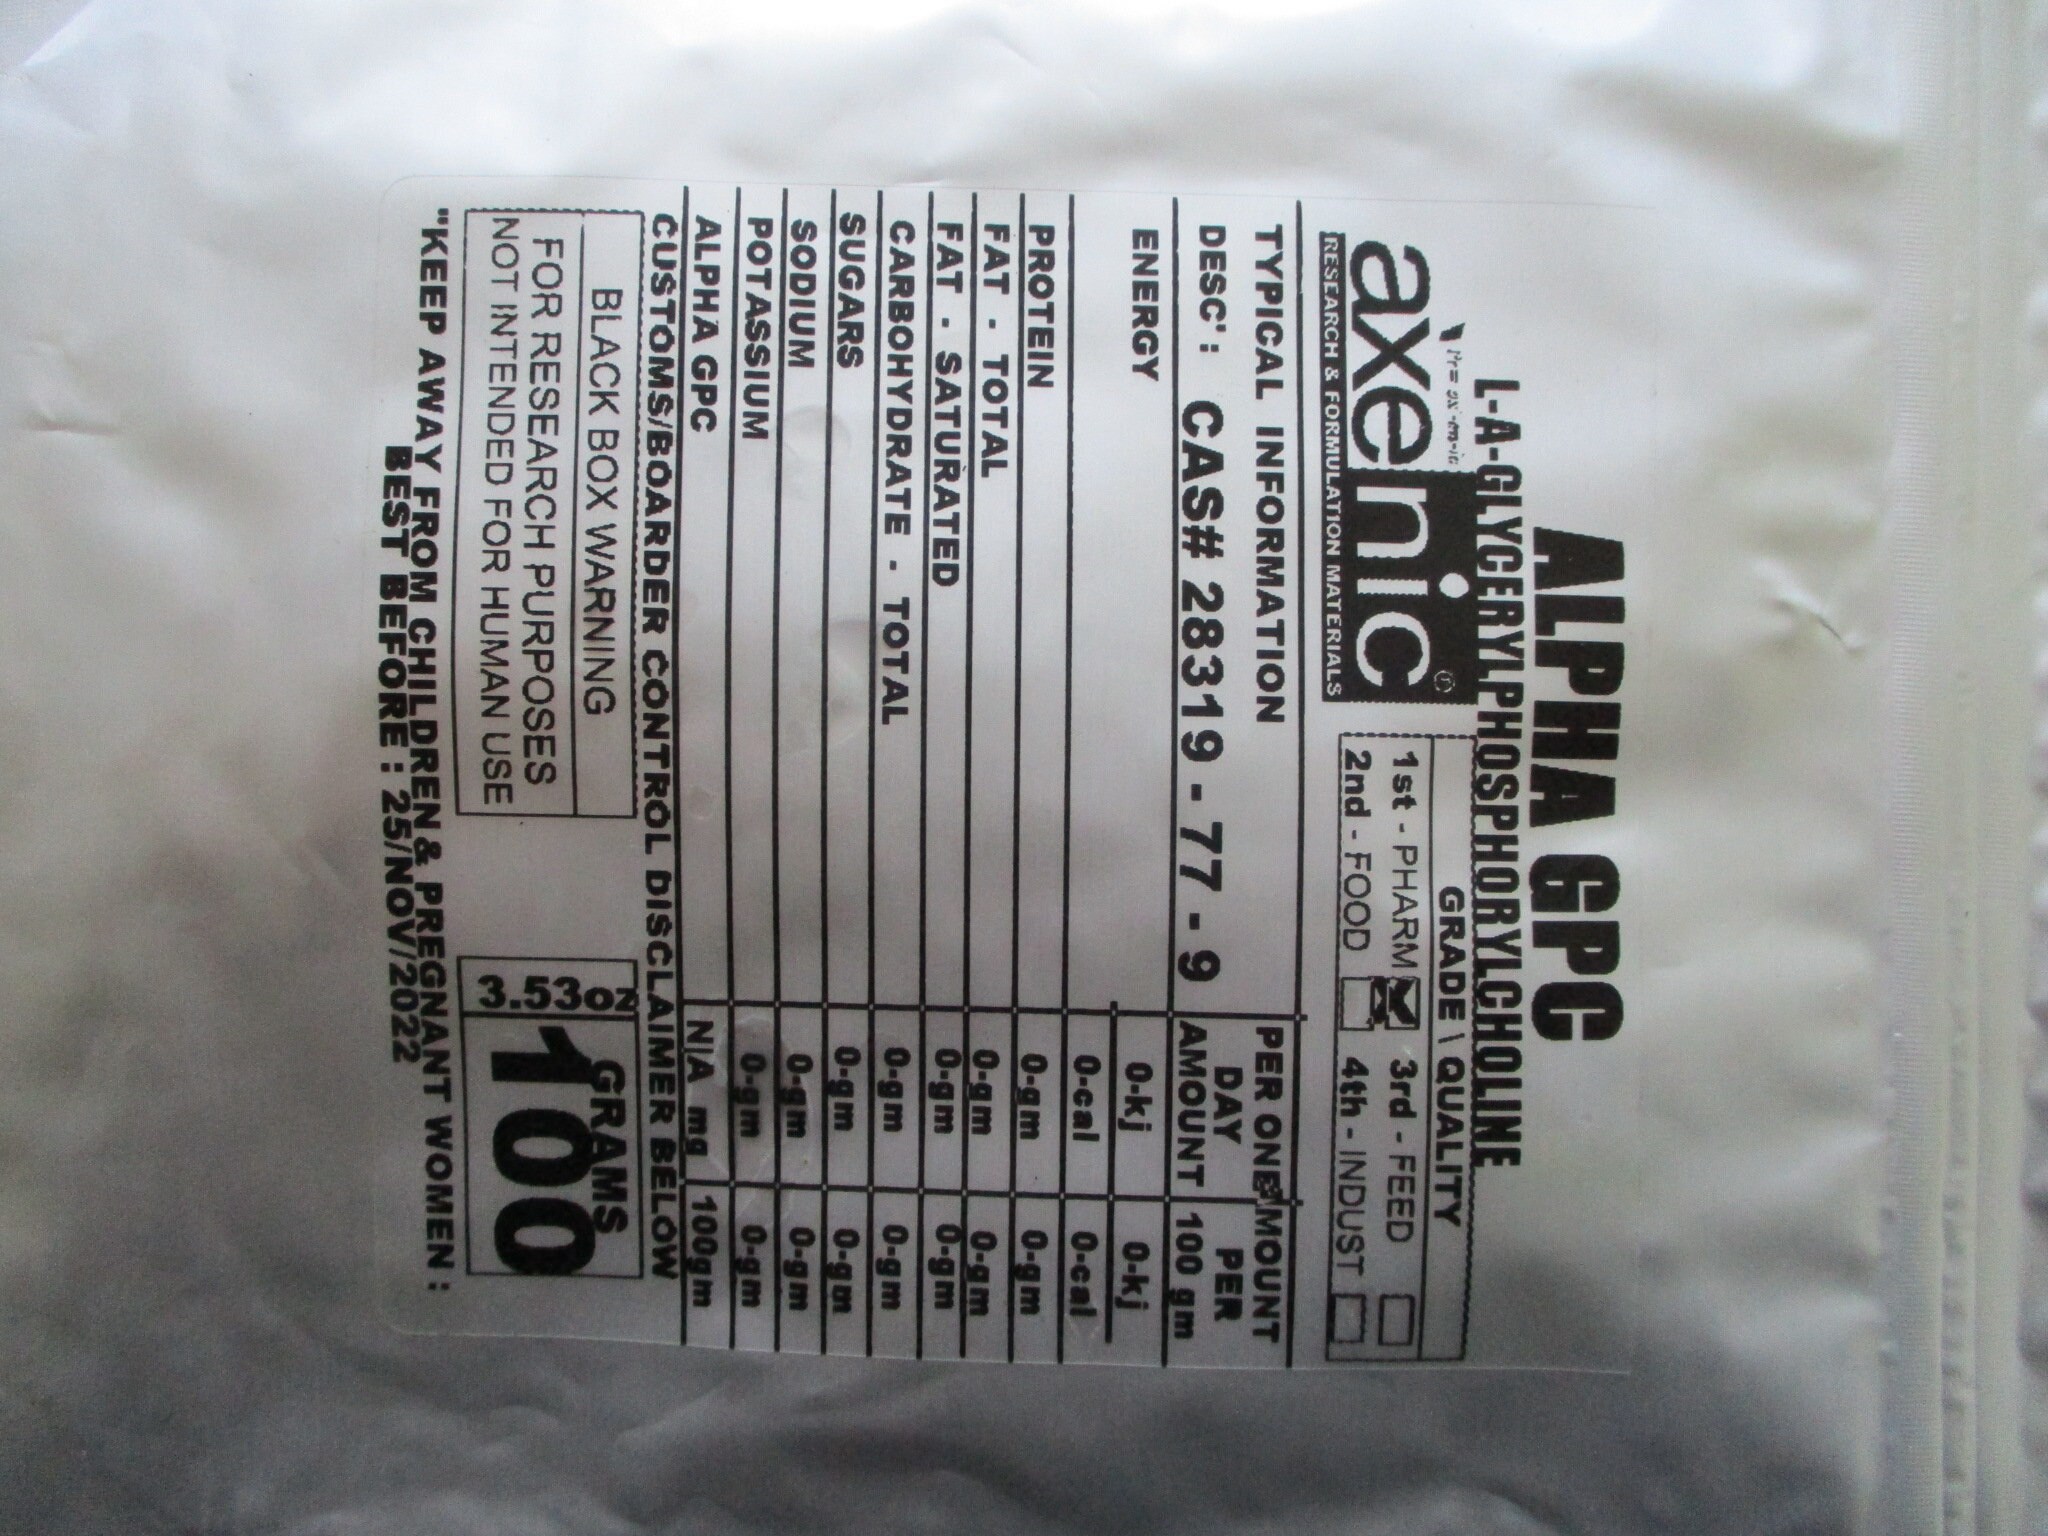 ALPHA GPC
L-A-GLYCERYLPHOSPHORYLCHOLINE
axenic®
RESEARCH & FORMULATION MATERIALS
GRADE \ QUALITY
1st - PHARM 3rd - FEED
2nd - FOOD 4th - INDUST
TYPICAL INFORMATION PER ONE AMOUNT
DAY PER
DESC': CAS# 28319 - 77 - 9 AMOUNT 100 gm
ENERGY 0-kj 0-kj
0-cal 0-cal
PROTEIN 0-gm 0-gm
FAT - TOTAL 0-gm 0-gm
FAT - SATURATED 0-gm 0-gm
CARBOHYDRATE - TOTAL 0-gm 0-gm
SUGARS 0-gm 0-gm
SODIUM 0-gm 0-gm
POTASSIUM 0-gm 0-gm
ALPHA GPC N/A mg 100gm
CUSTOMS/BOARDER CONTROL DISCLAIMER BELOW
BLACK BOX WARNING
FOR RESEARCH PURPOSES
NOT INTENDED FOR HUMAN USE
3.53oz
GRAMS
100
"KEEP AWAY FROM CHILDREN & PREGNANT WOMEN :
BEST BEFORE : 25/NOV/2022